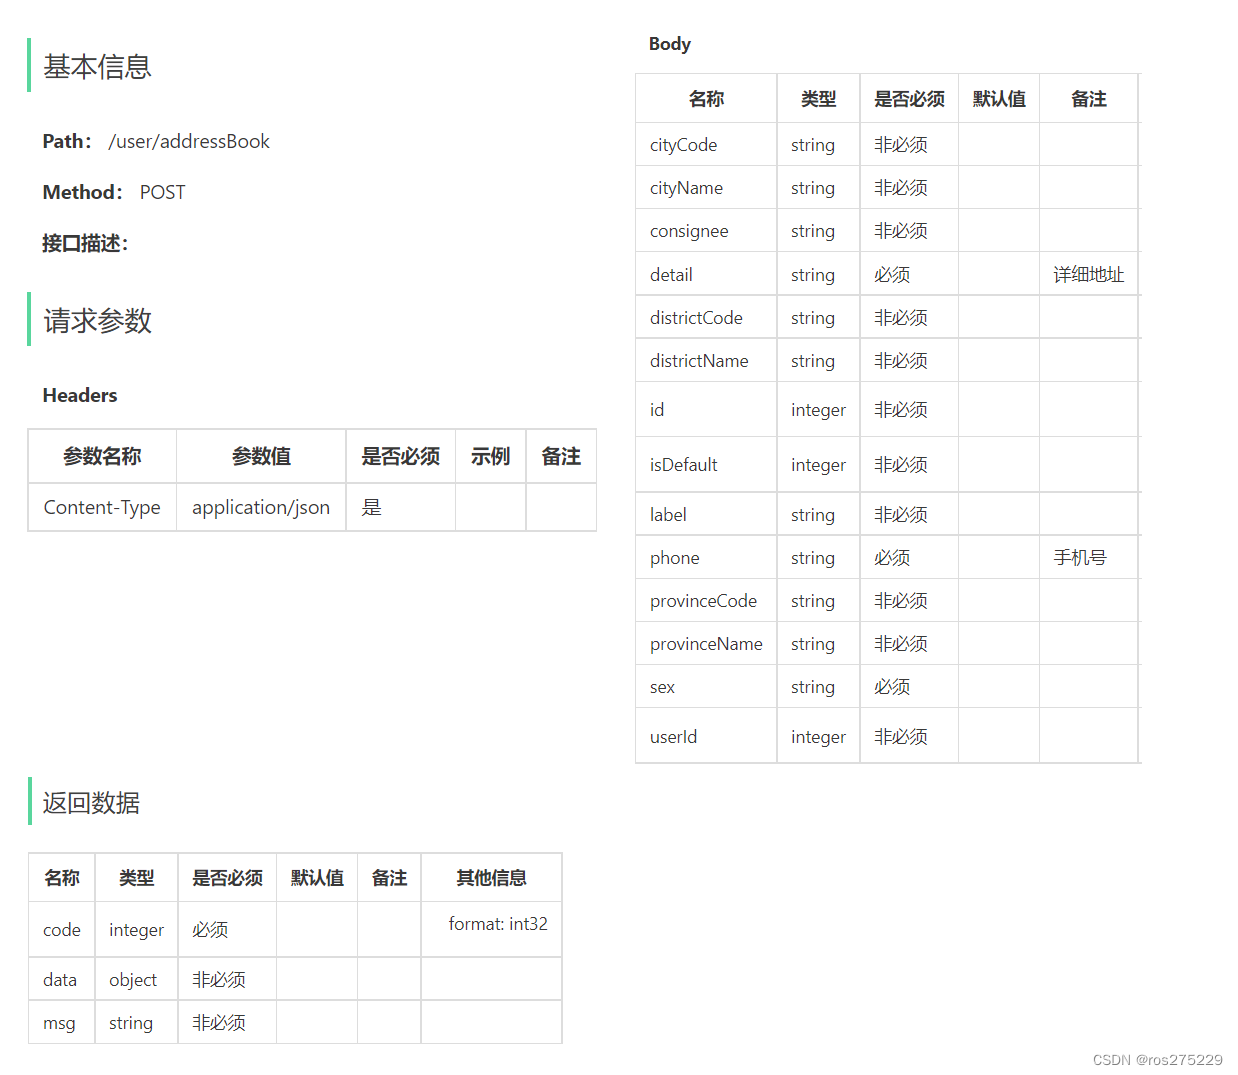 基本信息
Path： /user/addressBook
Method： POST
接口描述：
请求参数
Headers
参数名称 参数值 是否必须 示例 备注
Content-Type application/json 是
Body
名称 类型 是否必须 默认值 备注
cityCode string 非必须
cityName string 非必须
consignee string 非必须
detail string 必须 详细地址
districtCode string 非必须
districtName string 非必须
id integer 非必须
isDefault integer 非必须
label string 非必须
phone string 必须 手机号
provinceCode string 非必须
provinceName string 非必须
sex string 必须
userId integer 非必须
返回数据
名称 类型 是否必须 默认值 备注 其他信息
code integer 必须 format: int32
data object 非必须
msg string 非必须
CSDN @ros275229